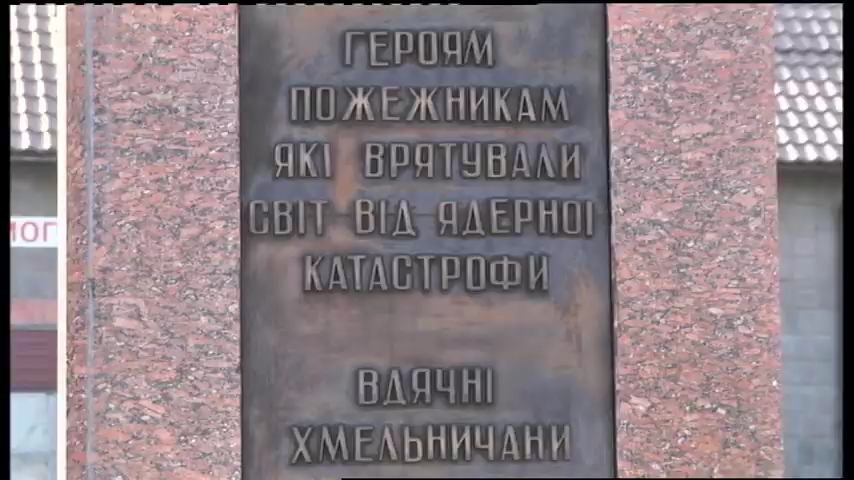 ГЕРОЯМ
ПОЖЕЖНИКАМ
ЯКІ ВРЯТУВАЛИ
СВІТ ВІД ЯДЕРНОЇ
КАТАСТРОФИ
ВДЯЧНІ
ХМЕЛЬНИЧАНИ